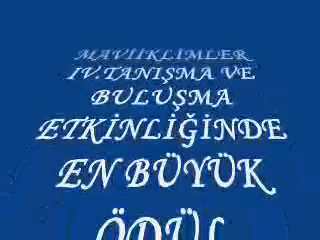 MAVİİKLİMLER
IV.TANIŞMA VE
BULUŞMA
ETKİNLİĞİNDE
EN BÜYÜK
ÖDÜL